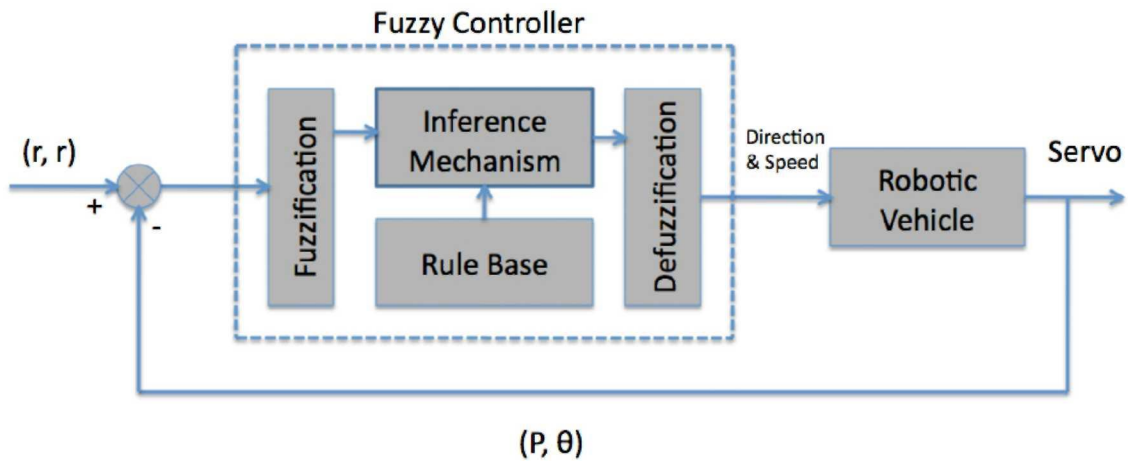 Fuzzy Controller
(r, r)
+
-
Fuzzification
Inference
Mechanism
Rule Base
Defuzzification
Direction
& Speed
Robotic
Vehicle
Servo
(P, θ)